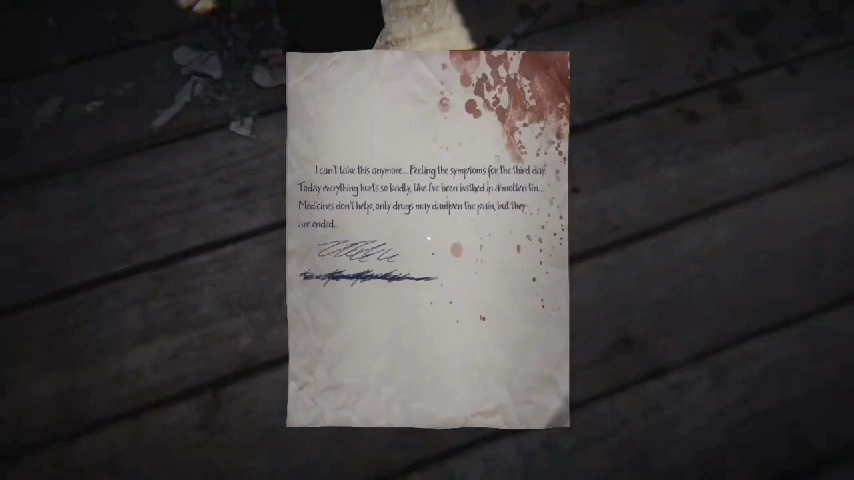 I can't take this anymore... Feeling the symptoms for the third day.
Today everything hurts so badly, like I've been bathed in a molten tin...
Medicines don't help, only drugs may dampen the pain, but they
are ended..